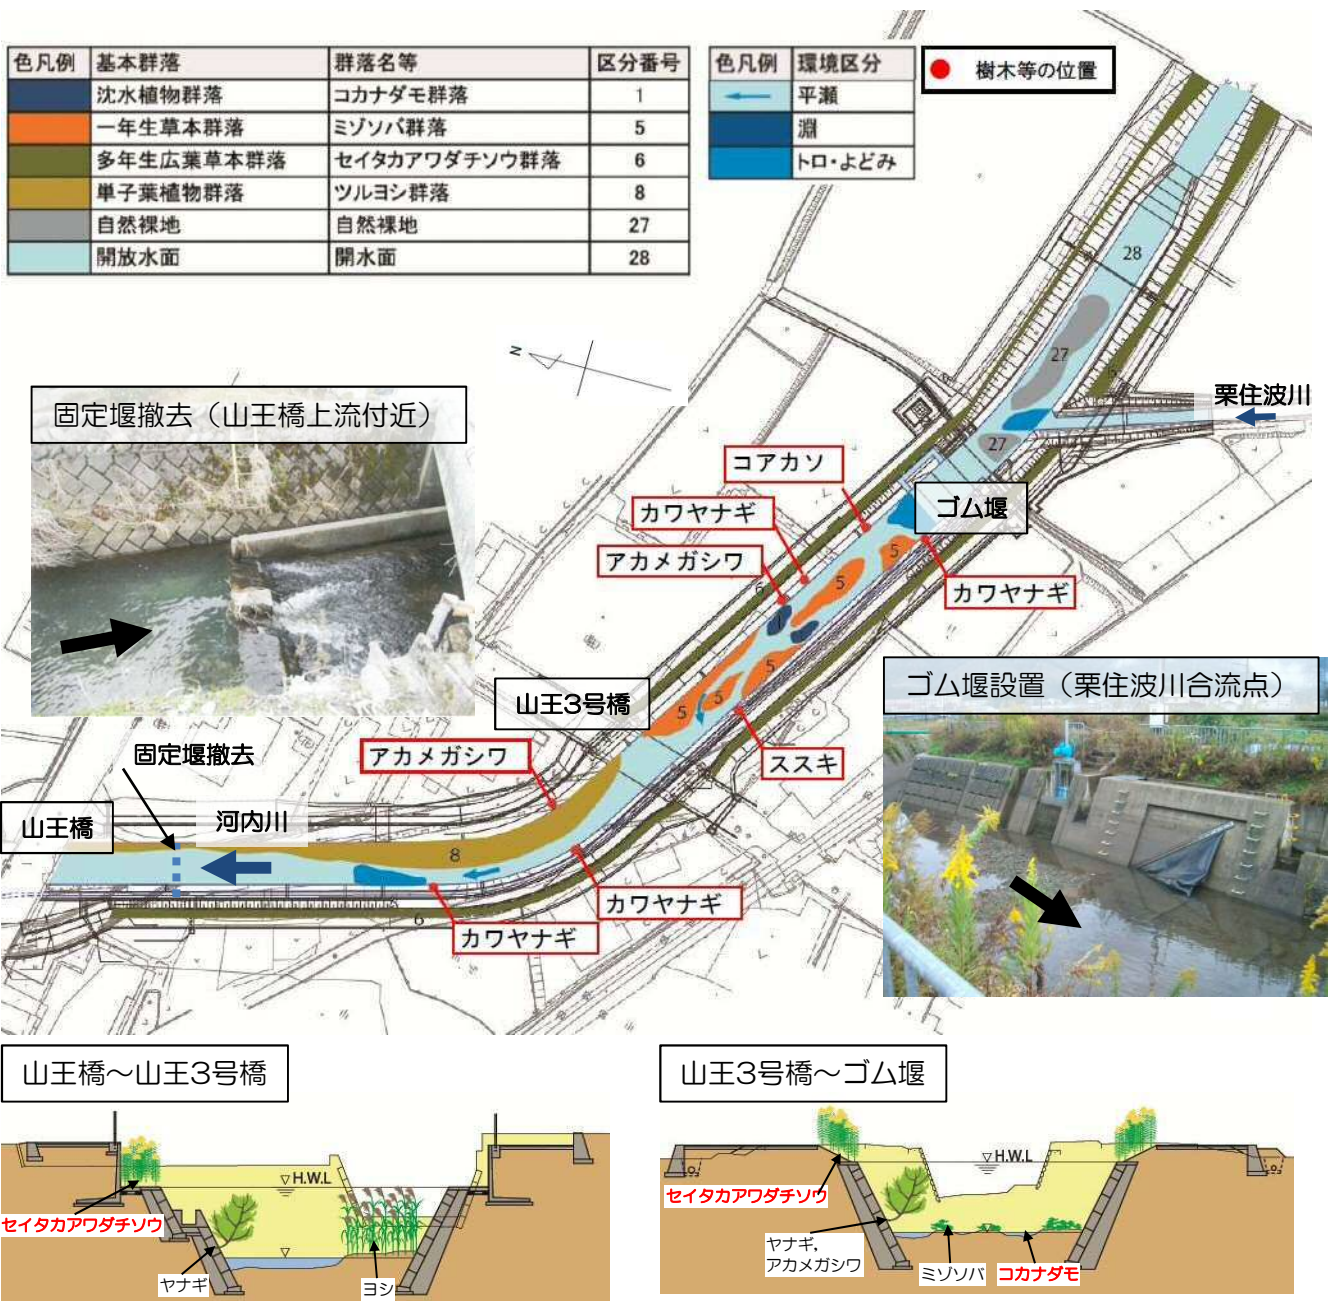 色凡例 基本群落 群落名等 区分番号
沈水植物群落 コカナダモ群落 1
一年生草本群落 ミゾソバ群落 5
多年生広葉草本群落 セイタカアワダチソウ群落 6
単子葉植物群落 ツルヨシ群落 8
自然裸地 自然裸地 27
開放水面 開水面 28
色凡例 環境区分
平瀬
淵
トロ・よどみ
樹木等の位置
28
N
27
栗住波川
固定堰撤去（山王橋上流付近）
27
コアカソ
ゴム堰
カワヤナギ
アカメガシワ
5
5
6
カワヤナギ
1
5
ゴム堰設置（栗住波川合流点）
山王3号橋
5
5
ススキ
固定堰撤去
アカメガシワ
山王橋
河内川
8
カワヤナギ
6
カワヤナギ
山王橋～山王3号橋
H.W.L
セイタカアワダチソウ
ヤナギ
ヨシ
山王3号橋～ゴム堰
H.W.L
セイタカアワダチソウ
ヤナギ,
アカメガシワ
ミゾソバ
コカナダモ